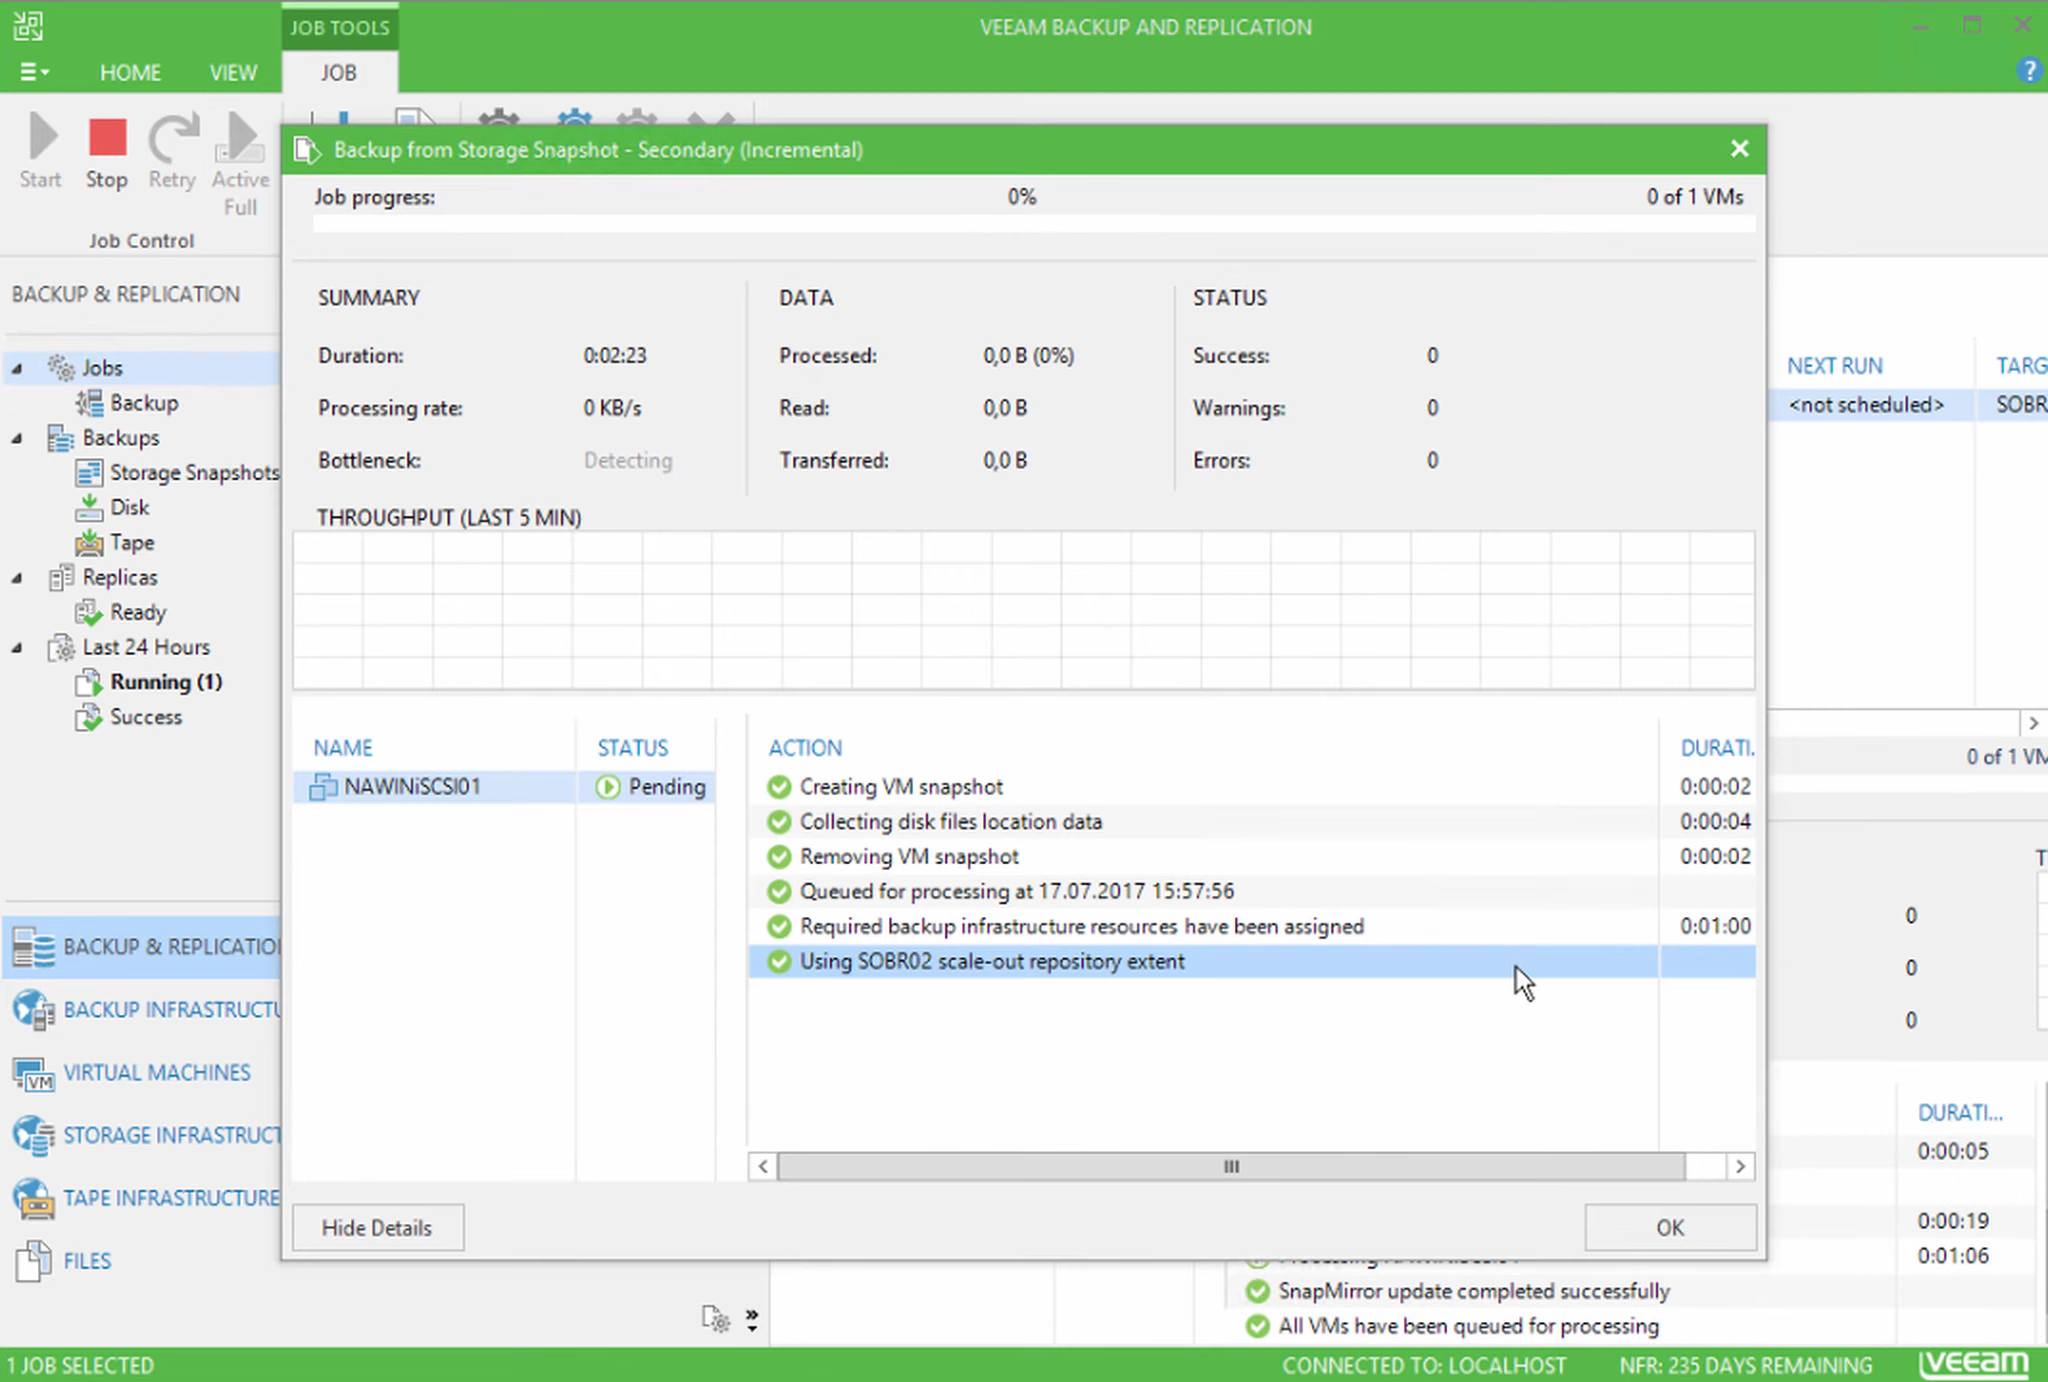 JOB TOOLS
VEEAM BACKUP AND REPLICATION
HOME VIEW JOB
?
Start Stop Retry Active Full
Job Control
Backup from Storage Snapshot - Secondary (Incremental)
Job progress: 0% 0 of 1 VMs
SUMMARY DATA STATUS
Duration: 0:02:23 Processed: 0,0 B (0%) Success: 0
Processing rate: 0 KB/s Read: 0,0 B Warnings: 0
Bottleneck: Detecting Transferred: 0,0 B Errors: 0
THROUGHPUT (LAST 5 MIN)
NAME STATUS ACTION DURATI.
NAWINiSCSI01 Pending
Creating VM snapshot 0:00:02
Collecting disk files location data 0:00:04
Removing VM snapshot 0:00:02
Queued for processing at 17.07.2017 15:57:56
Required backup infrastructure resources have been assigned 0:01:00
Using SOBR02 scale-out repository extent
Hide Details OK
BACKUP & REPLICATION
Jobs
Backup
Backups
Storage Snapshots
Disk
Tape
Replicas
Ready
Last 24 Hours
Running (1)
Success
BACKUP & REPLICATIO
BACKUP INFRASTRUCTU
VM VIRTUAL MACHINES
STORAGE INFRASTRUCT
TAPE INFRASTRUCTURE
FILES
NEXT RUN TARG
<not scheduled> SOBR
0 of 1 VM
T
0
0
0
DURATI...
0:00:05
0:00:19
0:01:06
SnapMirror update completed successfully
All VMs have been queued for processing
1 JOB SELECTED CONNECTED TO: LOCALHOST NFR: 235 DAYS REMAINING veeam